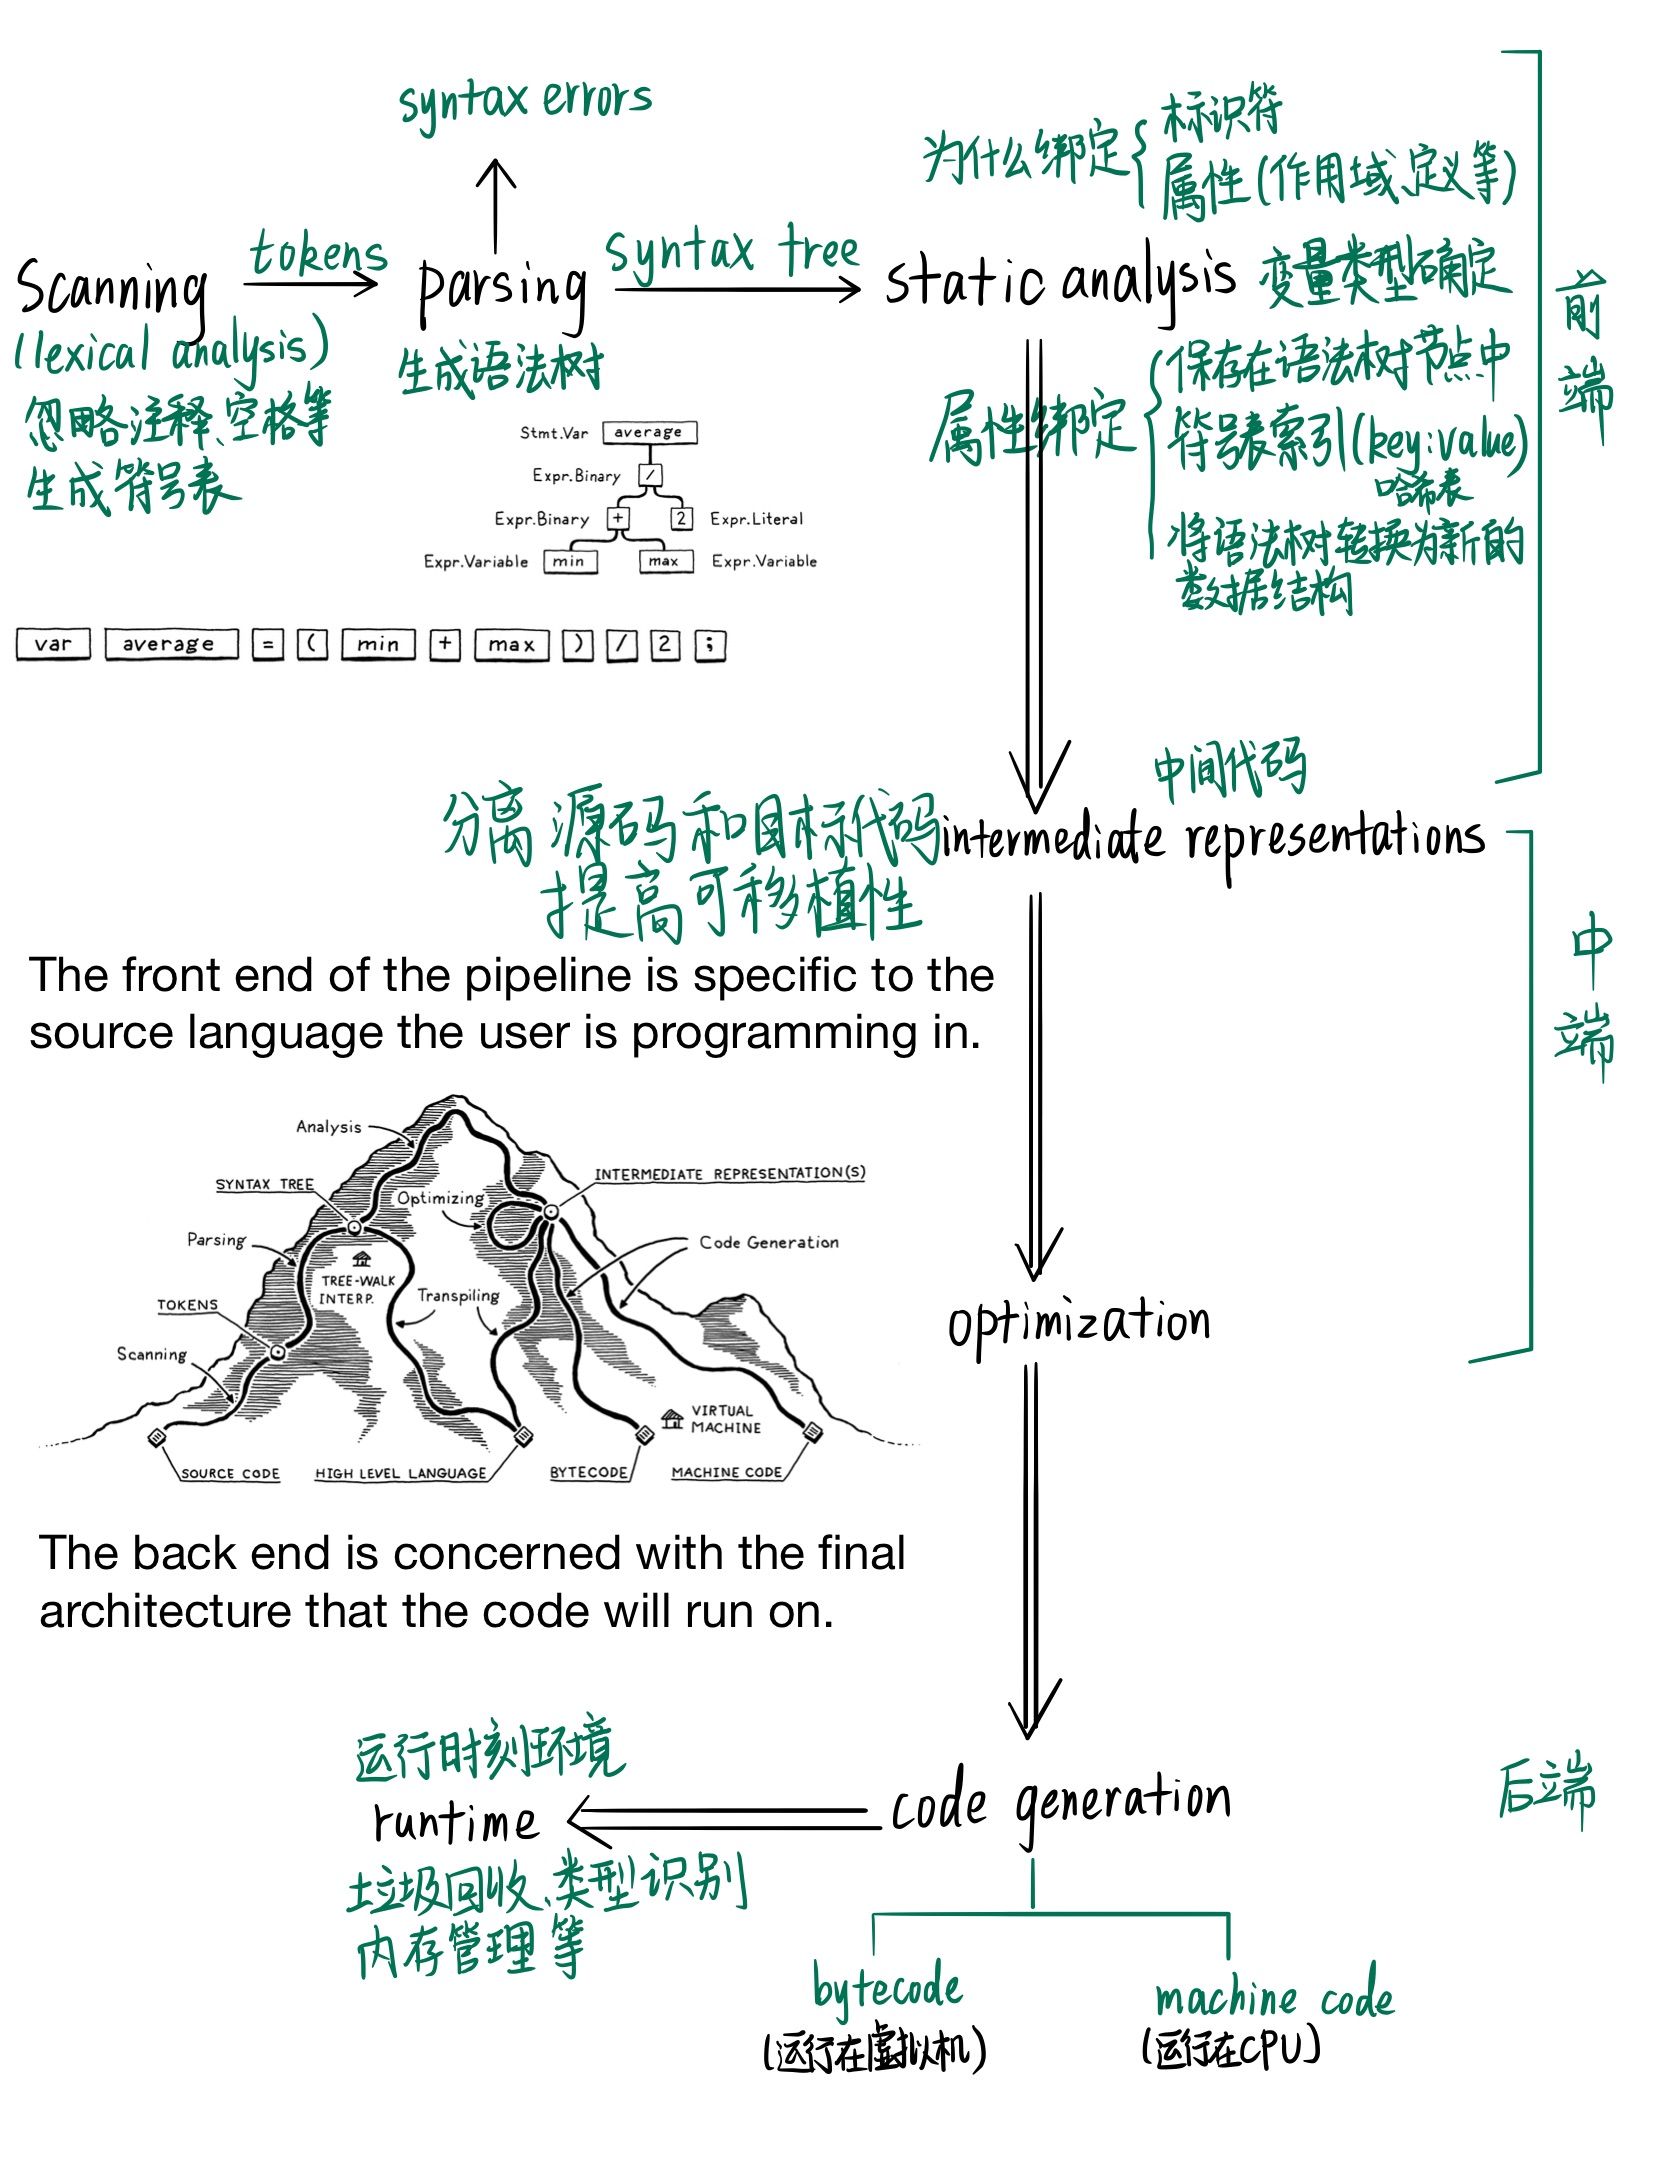 syntax errors
为什么绑定
标识符
属性(作用域、定义等)
Scanning
tokens
parsing
syntax tree
static analysis
变量类型确定
前端
(lexical analysis)
忽略注释、空格等
生成符号表
生成语法树
属性绑定
保存在语法树节点中
符号表索引(key:value)
哈希表
将语法树转换为新的
数据结构
Stmt.Var average
Expr.Binary /
Expr.Binary + 2 Expr.Literal
Expr.Variable min max Expr.Variable
var average = ( min + max ) / 2 ;
中间代码
分离源码和目标代码
intermediate representations
提高可移植性
中端
The front end of the pipeline is specific to the
source language the user is programming in.
Analysis
SYNTAX TREE
Optimizing
INTERMEDIATE REPRESENTATION(S)
Parsing
Code Generation
TREE-WALK
INTERP.
Transpiling
TOKENS
Scanning
VIRTUAL
MACHINE
SOURCE CODE
HIGH LEVEL LANGUAGE
BYTECODE
MACHINE CODE
optimization
The back end is concerned with the final
architecture that the code will run on.
运行时刻环境
runtime
code generation
后端
垃圾回收、类型识别
内存管理等
bytecode
(运行在虚拟机)
machine code
(运行在CPU)